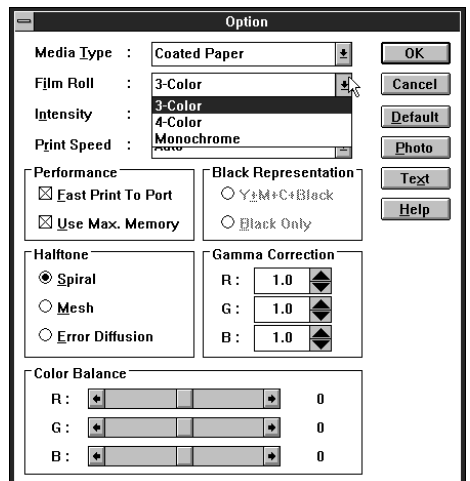 Option
Media Type : Coated Paper
OK
Film Roll : 3-Color
Cancel
3-Color
4-Color
Monochrome
Intensity :
Default
Print Speed :
Photo
Text
Help
Performance
Fast Print To Port
Use Max. Memory
Black Representation
Y+M+C+Black
Black Only
Halftone
Spiral
Mesh
Error Diffusion
Gamma Correction
R : 1.0
G : 1.0
B : 1.0
Color Balance
R : 0
G : 0
B : 0